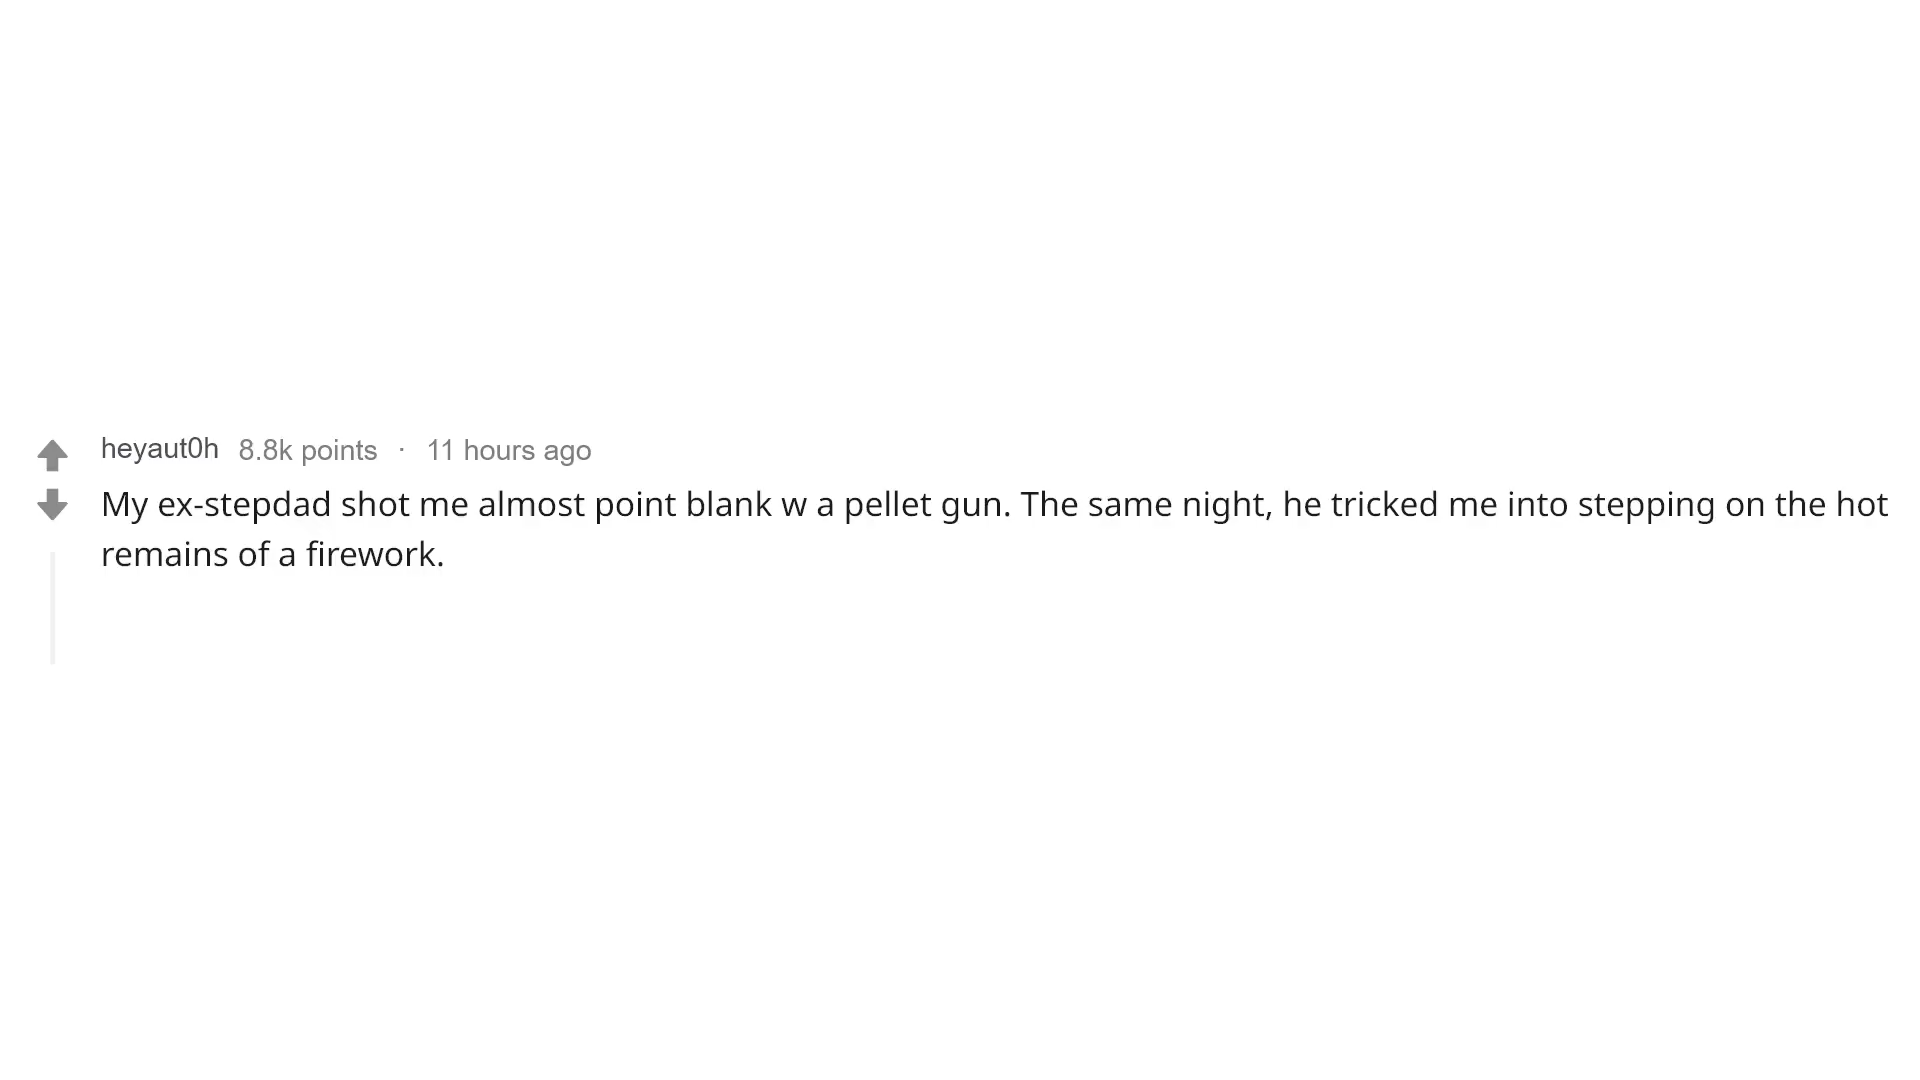 heyaut0h 8.8k points · 11 hours ago
My ex-stepdad shot me almost point blank w a pellet gun. The same night, he tricked me into stepping on the hot
remains of a firework.